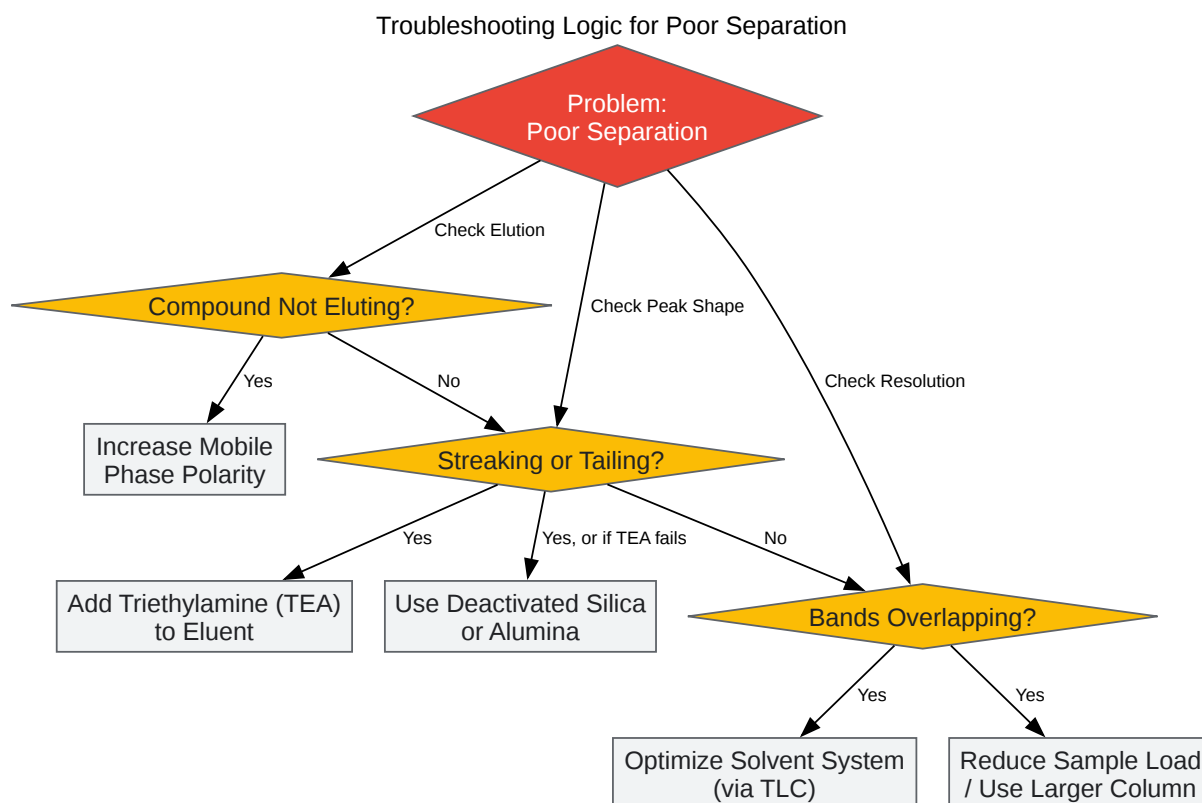 Troubleshooting Logic for Poor Separation
Problem:
Poor Separation
Check Elution
Compound Not Eluting?
Check Peak Shape
Check Resolution
Yes
No
Increase Mobile
Phase Polarity
Streaking or Tailing?
Yes
Yes, or if TEA fails
No
Add Triethylamine (TEA)
to Eluent
Use Deactivated Silica
or Alumina
Bands Overlapping?
Yes
Yes
Optimize Solvent System
(via TLC)
Reduce Sample Load
/ Use Larger Column